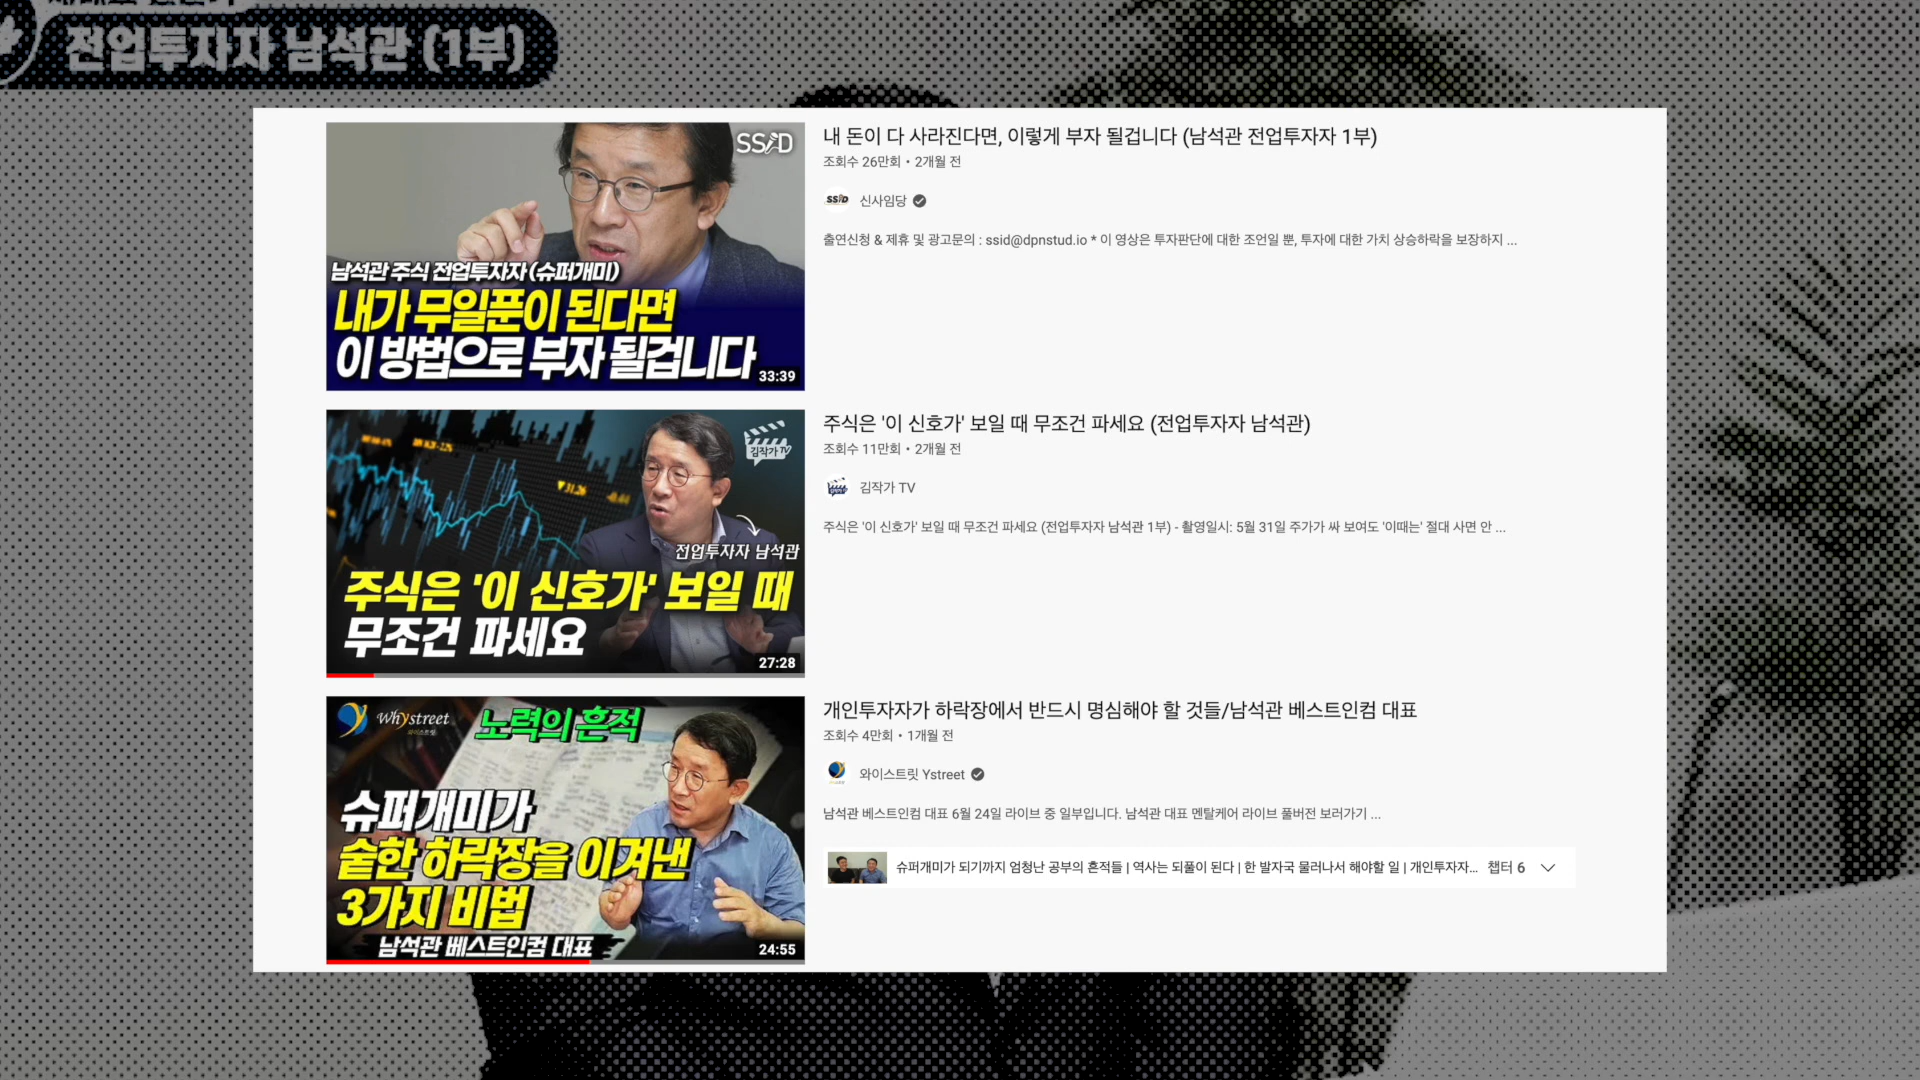 전업투자자 남석관 (1부)
SSiD
남석관 주식 전업투자자(슈퍼개미)
내가 무일푼이 된다면
이 방법으로 부자 될겁니다
33:39
내 돈이 다 사라진다면, 이렇게 부자 될겁니다 (남석관 전업투자자 1부)
조회수 26만회 • 2개월 전
SSiD
신사임당
출연신청 & 제휴 및 광고문의 : ssid@dpnstud.io * 이 영상은 투자판단에 대한 조언일 뿐, 투자에 대한 가치 상승하락을 보장하지 ...
김작가 TV
▼31.26
전업투자자 남석관
주식은 '이 신호가' 보일 때
무조건 파세요
27:28
주식은 '이 신호가' 보일 때 무조건 파세요 (전업투자자 남석관)
조회수 11만회 • 2개월 전
김작가 TV
주식은 '이 신호가' 보일 때 무조건 파세요 (전업투자자 남석관 1부) - 촬영일시: 5월 31일 주가가 싸 보여도 '이때는' 절대 사면 안 ...
Whystreet
와이스트릿
노력의 흔적
슈퍼개미가
숱한 하락장을 이겨낸
3가지 비법
남석관 베스트인컴 대표
24:55
개인투자자가 하락장에서 반드시 명심해야 할 것들/남석관 베스트인컴 대표
조회수 4만회 • 1개월 전
와이스트릿 Ystreet
남석관 베스트인컴 대표 6월 24일 라이브 중 일부입니다. 남석관 대표 멘탈케어 라이브 풀버전 보러가기 ...
슈퍼개미가 되기까지 엄청난 공부의 흔적들 | 역사는 되풀이 된다 | 한 발자국 물러나서 해야할 일 | 개인투자자... 챕터 6